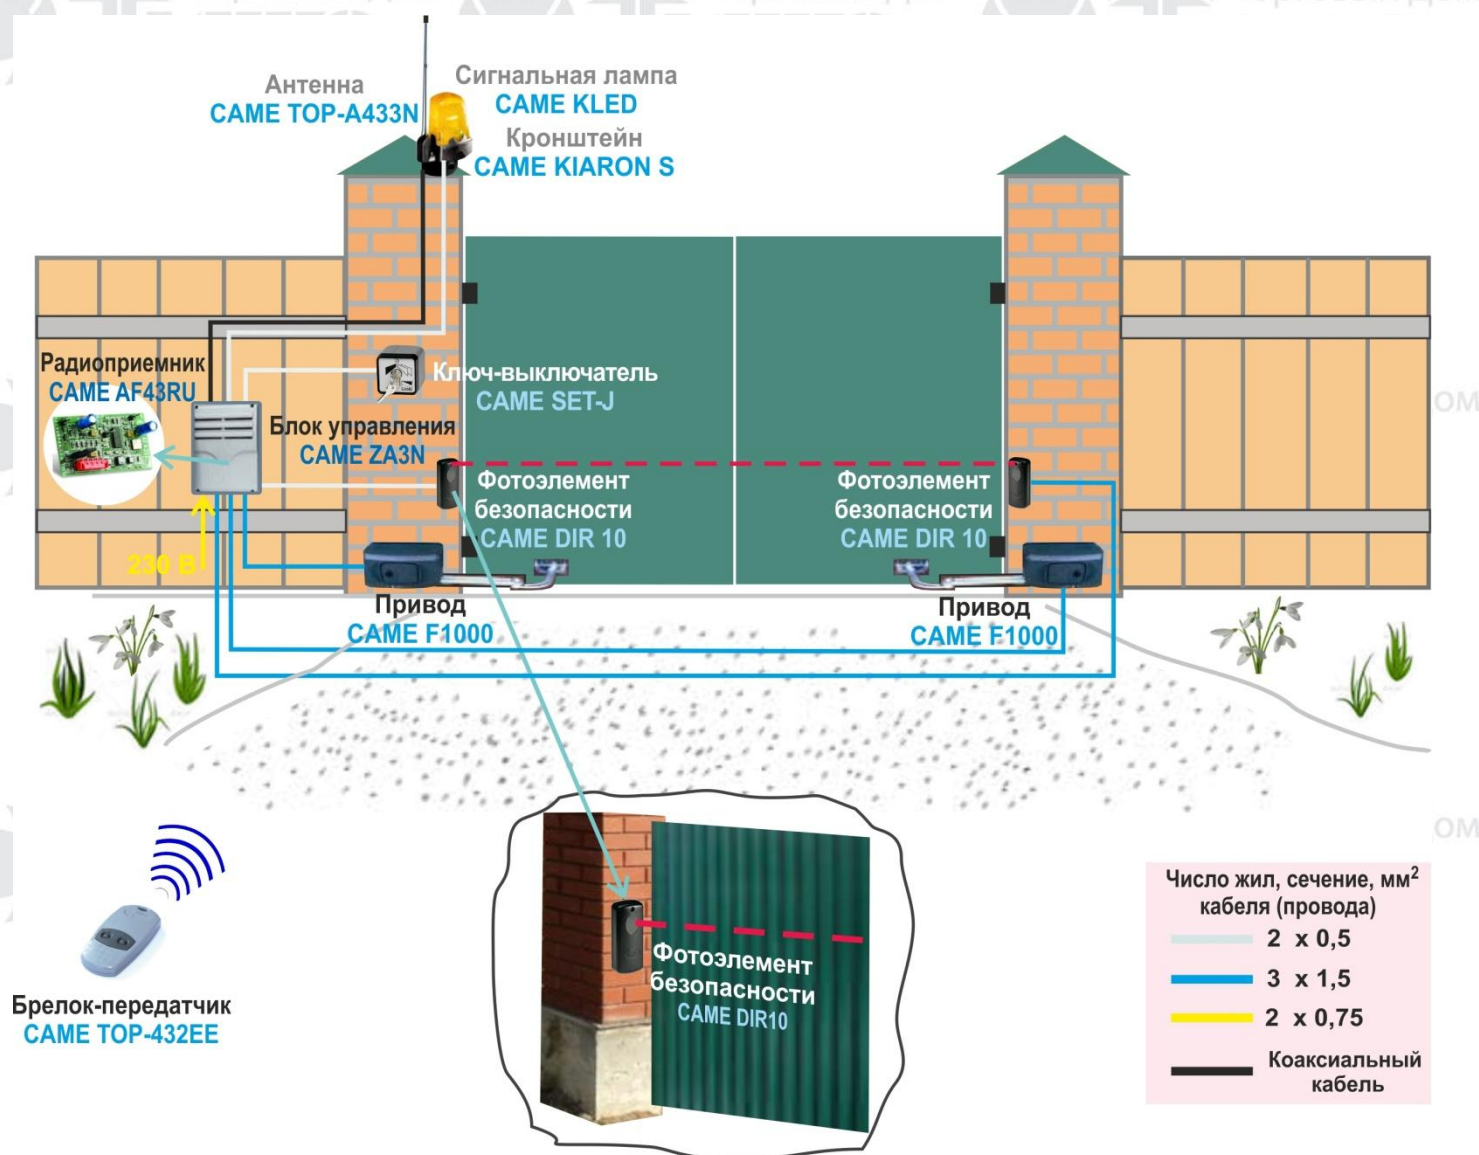 Антенна
CAME TOP-A433N
Сигнальная лампа
CAME KLED
Кронштейн
CAME KIARON S
Радиоприемник
CAME AF43RU
Ключ-выключатель
CAME SET-J
Блок управления
CAME ZA3N
Фотоэлемент
безопасности
CAME DIR 10
Фотоэлемент
безопасности
CAME DIR 10
230 В
Привод
CAME F1000
Привод
CAME F1000
Брелок-передатчик
CAME TOP-432EE
Фотоэлемент
безопасности
CAME DIR10
Число жил, сечение, мм²
кабеля (провода)
2 x 0,5
3 x 1,5
2 x 0,75
Коаксиальный
кабель